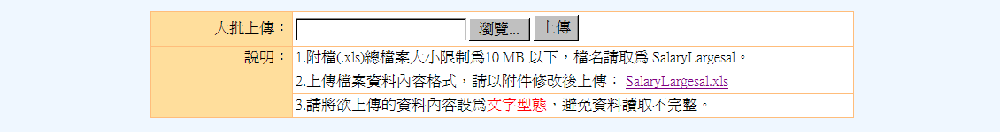 大批上傳： 瀏覽... 上傳
說明： 1.附檔(.xls)總檔案大小限制為10 MB 以下，檔名請取為 SalaryLargesal。
2.上傳檔案資料內容格式，請以附件修改後上傳： SalaryLargesal.xls
3.請將欲上傳的資料內容設為文字型態，避免資料讀取不完整。